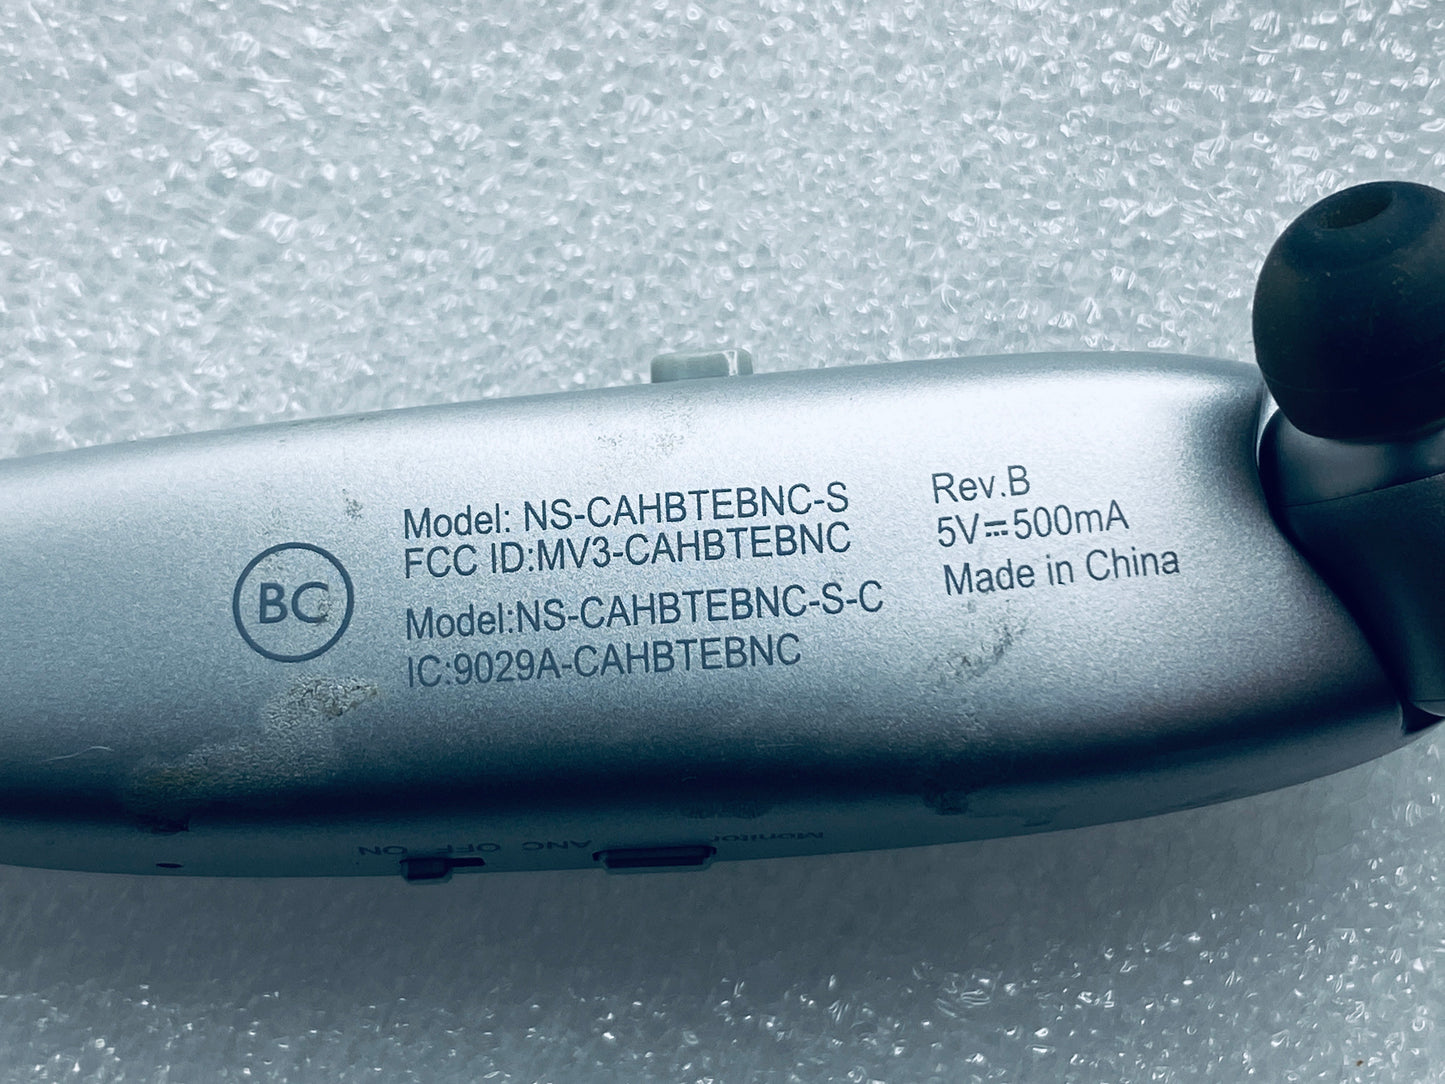 BC
Model: NS-CAHBTEBNC-S
FCC ID:MV3-CAHBTEBNC
Model:NS-CAHBTEBNC-S-C
IC:9029A-CAHBTEBNC
Rev.B
5V⎓500mA
Made in China
ON OFF ANC Monitor